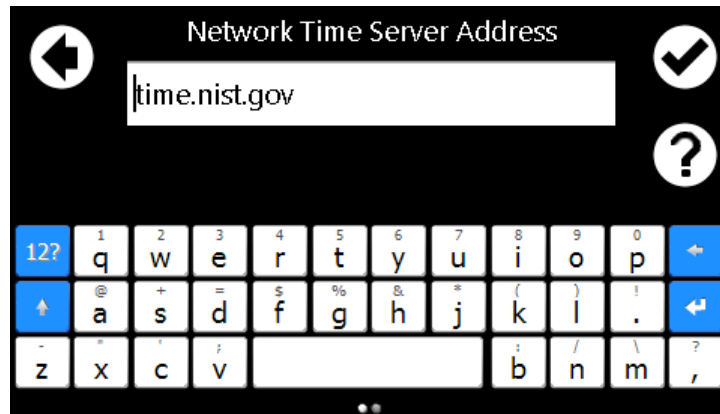 Network Time Server Address
time.nist.gov
1 2 3 4 5 6 7 8 9 0
12? q w e r t y u i o p
@ + = $ % & * ( ) !
a s d f g h j k l .
- " ' ; : / \ ?
z x c v b n m ,